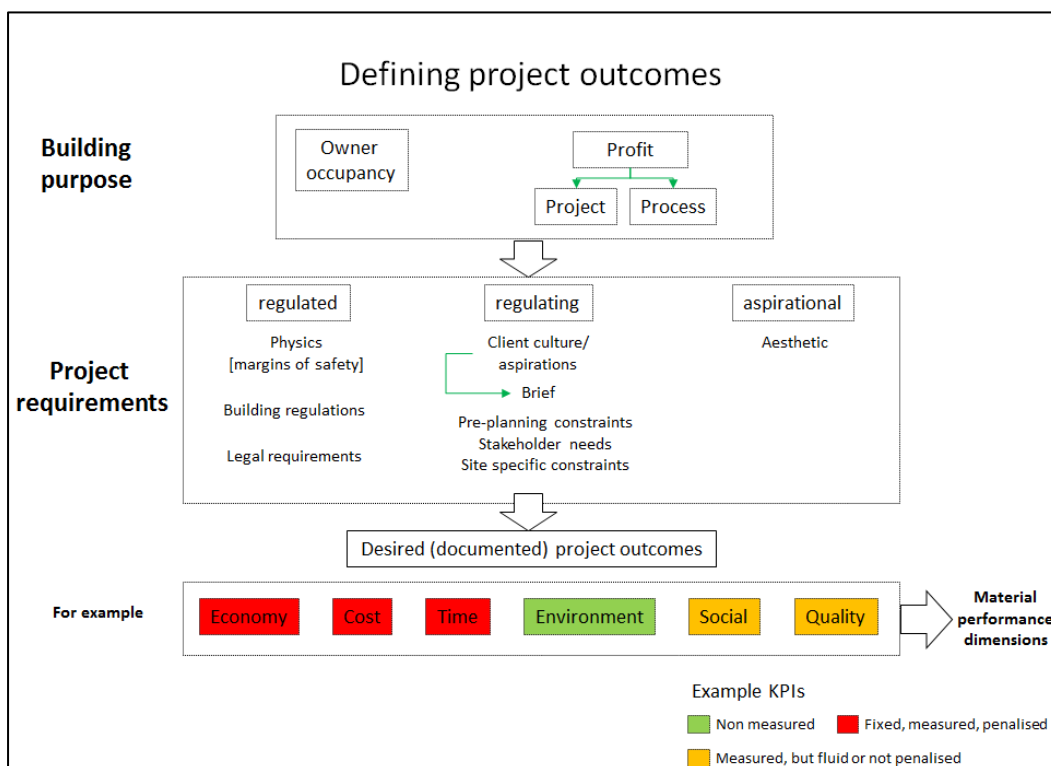 Defining project outcomes
Building
purpose
Owner
occupancy
Profit
Project
Process
Project
requirements
regulated
Physics
[margins of safety]
Building regulations
Legal requirements
regulating
Client culture/
aspirations
Brief
Pre-planning constraints
Stakeholder needs
Site specific constraints
aspirational
Aesthetic
Desired (documented) project outcomes
For example
Economy
Cost
Time
Environment
Social
Quality
Material
performance
dimensions
Example KPIs
Non measured
Fixed, measured, penalised
Measured, but fluid or not penalised